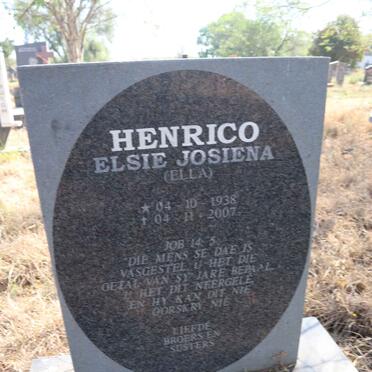 HENRICO
ELSIE JOSIENA
(ELLA)
★ 04-10-1938
✝ 04-11-2007
JOB 14:5
"DIE MENS SE DAE IS
VASGESTEL, U HET DIE
GETAL VAN SY JARE BEPAAL,
U HET DIT NEERGELÊ
EN HY KAN DIT NIE
OORSKRY NIE"
LIEFDE
BROERS EN
SUSTERS